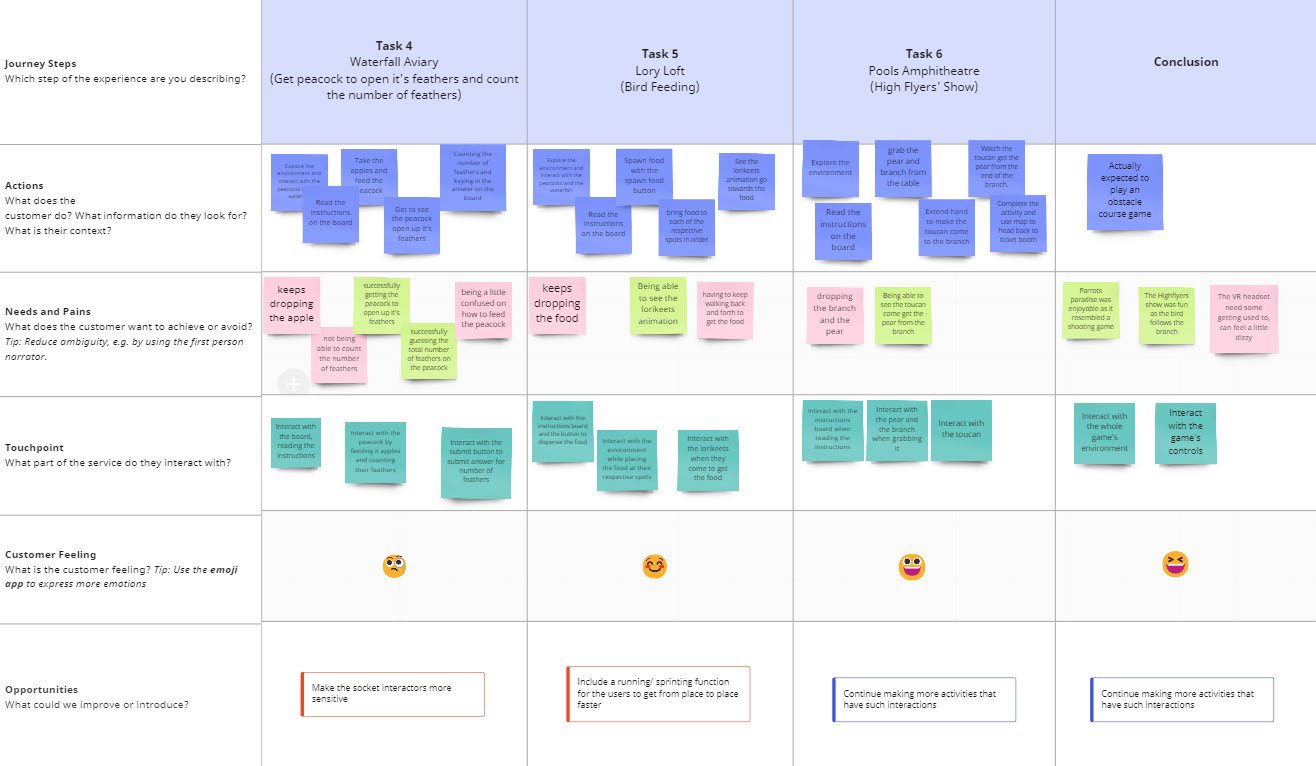 Journey Steps
Which step of the experience are you describing?
Task 4
Waterfall Aviary
(Get peacock to open it's feathers and count
the number of feathers)
Task 5
Lory Loft
(Bird Feeding)
Task 6
Pools Amphitheatre
(High Flyers' Show)
Conclusion
Actions
What does the
customer do? What information do they look for?
What is their context?
Explore the
environment and
interact with the
peacocks
Read the
instructions
on the board
Take the
apples and
feed the
peacock
Get to see
the peacock
open up it's
feathers
Counting the
number of
feathers and
keying in the
answer on the
board
Explore the
environment and
interact with the
peacocks and the
waterfall
Read the
instructions
on the board
Spawn food
with the
spawn food
button
bring food to
each of the
respective
spots in order
See the
lorikeets
animation go
towards the
food
Explore the
environment
Read the
instructions
on the
board
grab the
pear and
branch from
the table
Extend hand
to make the
toucan come
to the branch
Watch the
toucan get the
pear from the
end of the
branch.
Complete the
activity and
use map to
head back to
ticket booth
Actually
expected to
play an
obstacle
course game
Needs and Pains
What does the customer want to achieve or avoid?
Tip: Reduce ambiguity, e.g. by using the first person
narrator.
keeps
dropping
the apple
not being
able to count
the number
of feathers
successfully
getting the
peacock to
open up it's
feathers
successfully
guessing the
total number
of feathers on
the peacock
being a little
confused on
how to feed
the peacock
keeps
dropping
the food
Being able
to see the
lorikeets
animation
having to keep
walking back
and forth to
get the food
dropping
the branch
and the
pear
Being able to
see the toucan
come get the
pear from the
branch
Parrots
paradise was
enjoyable as it
resembled a
shooting game
The Highflyers
show was fun
as the bird
follows the
branch
The VR headset
need some
getting used to,
can feel a little
dizzy
Touchpoint
What part of the service do they interact with?
Interact with
the board,
reading the
instructions
Interact with the
peacock by
feeding it apples
and counting
their feathers
Interact with the
submit button to
submit answer for
number of
feathers
Interact with the
instructions board
and the button to
dispense the food
Interact with the
environment
while placing
the food at their
respective spots
Interact with
the lorikeets
when they
come to get
the food
Interact with the
instructions
board when
reading the
instructions
Interact with
the pear and
the branch
when grabbing
it
Interact with
the toucan
Interact with
the whole
game's
environment
Interact
with the
game's
controls
Customer Feeling
What is the customer feeling? Tip: Use the emoji
app to express more emotions
Opportunities
What could we improve or introduce?
Make the socket interactors more
sensitive
Include a running/ sprinting function
for the users to get from place to place
faster
Continue making more activities that
have such interactions
Continue making more activities that
have such interactions